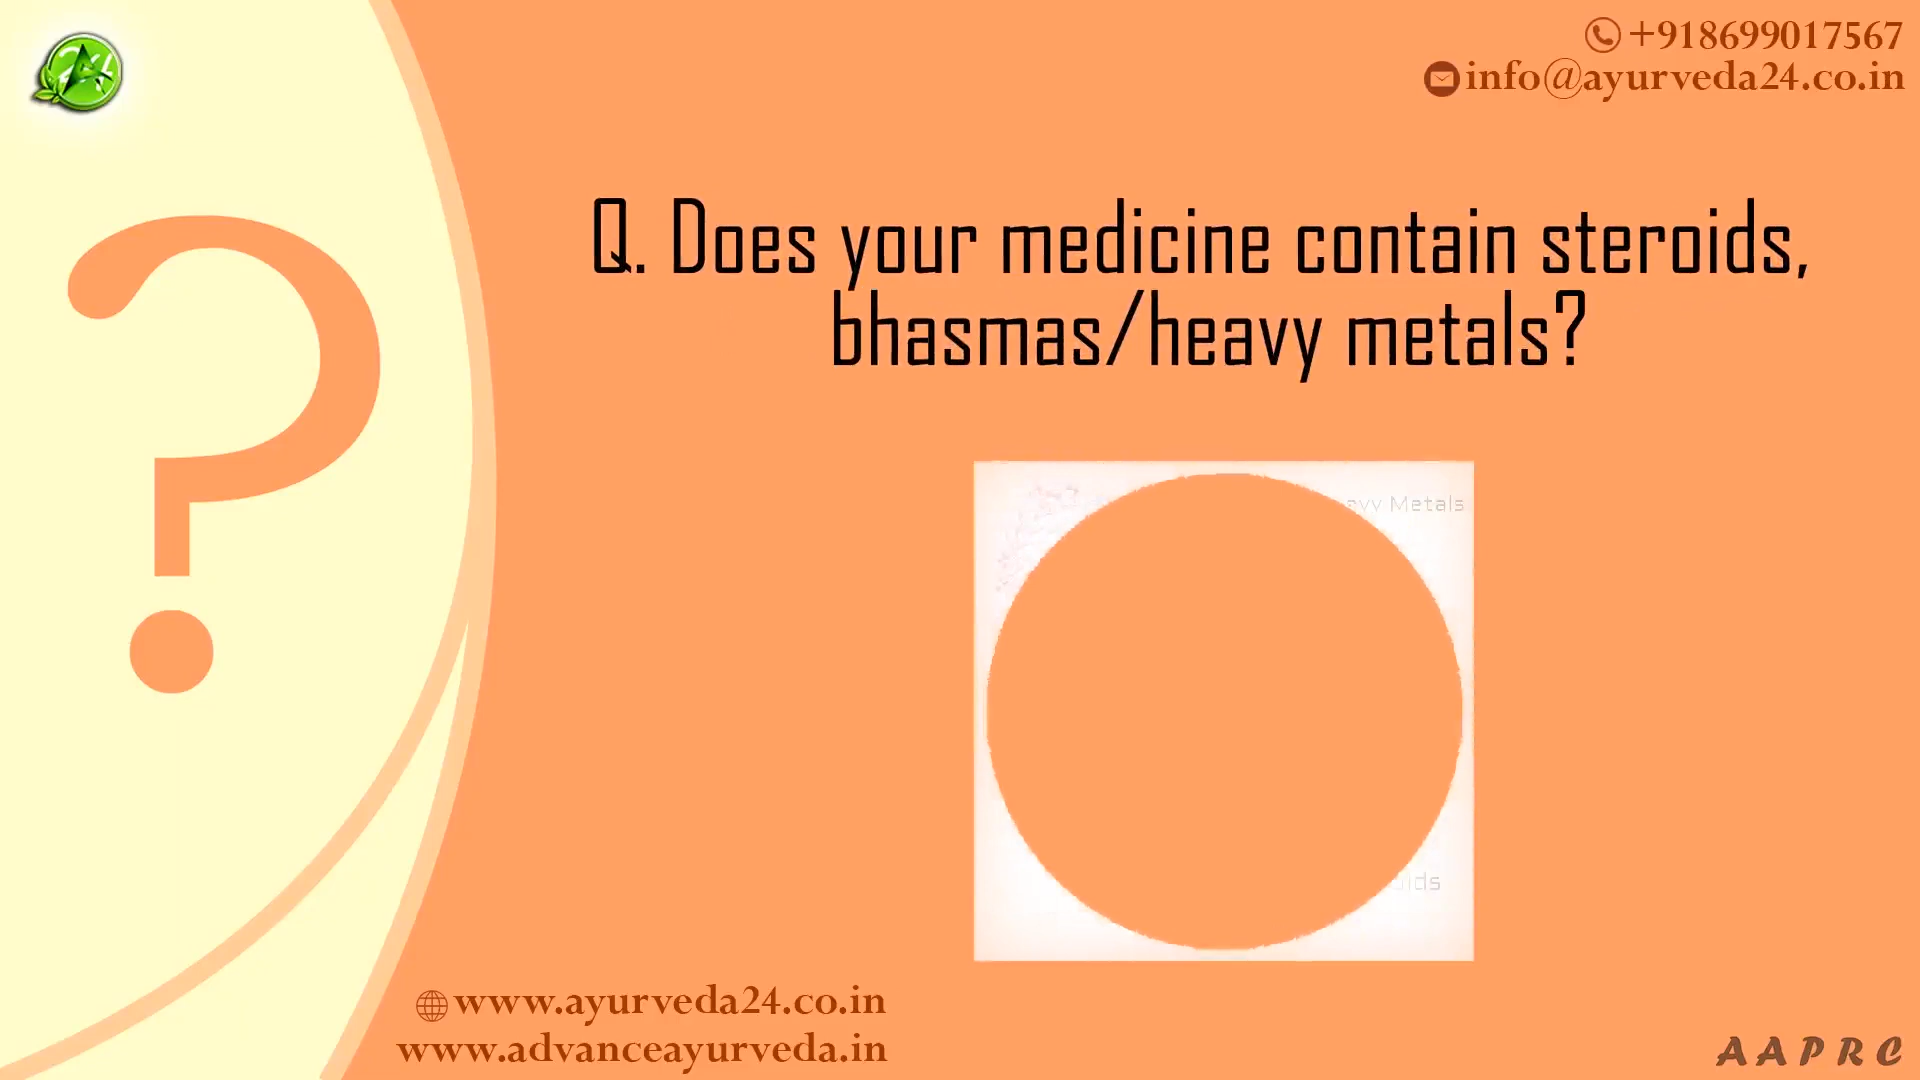 +918699017567
info@ayurveda24.co.in
Q. Does your medicine contain steroids,
bhasmas/heavy metals?
Metals
www.ayurveda24.co.in
www.advanceayurveda.in
AAPRC